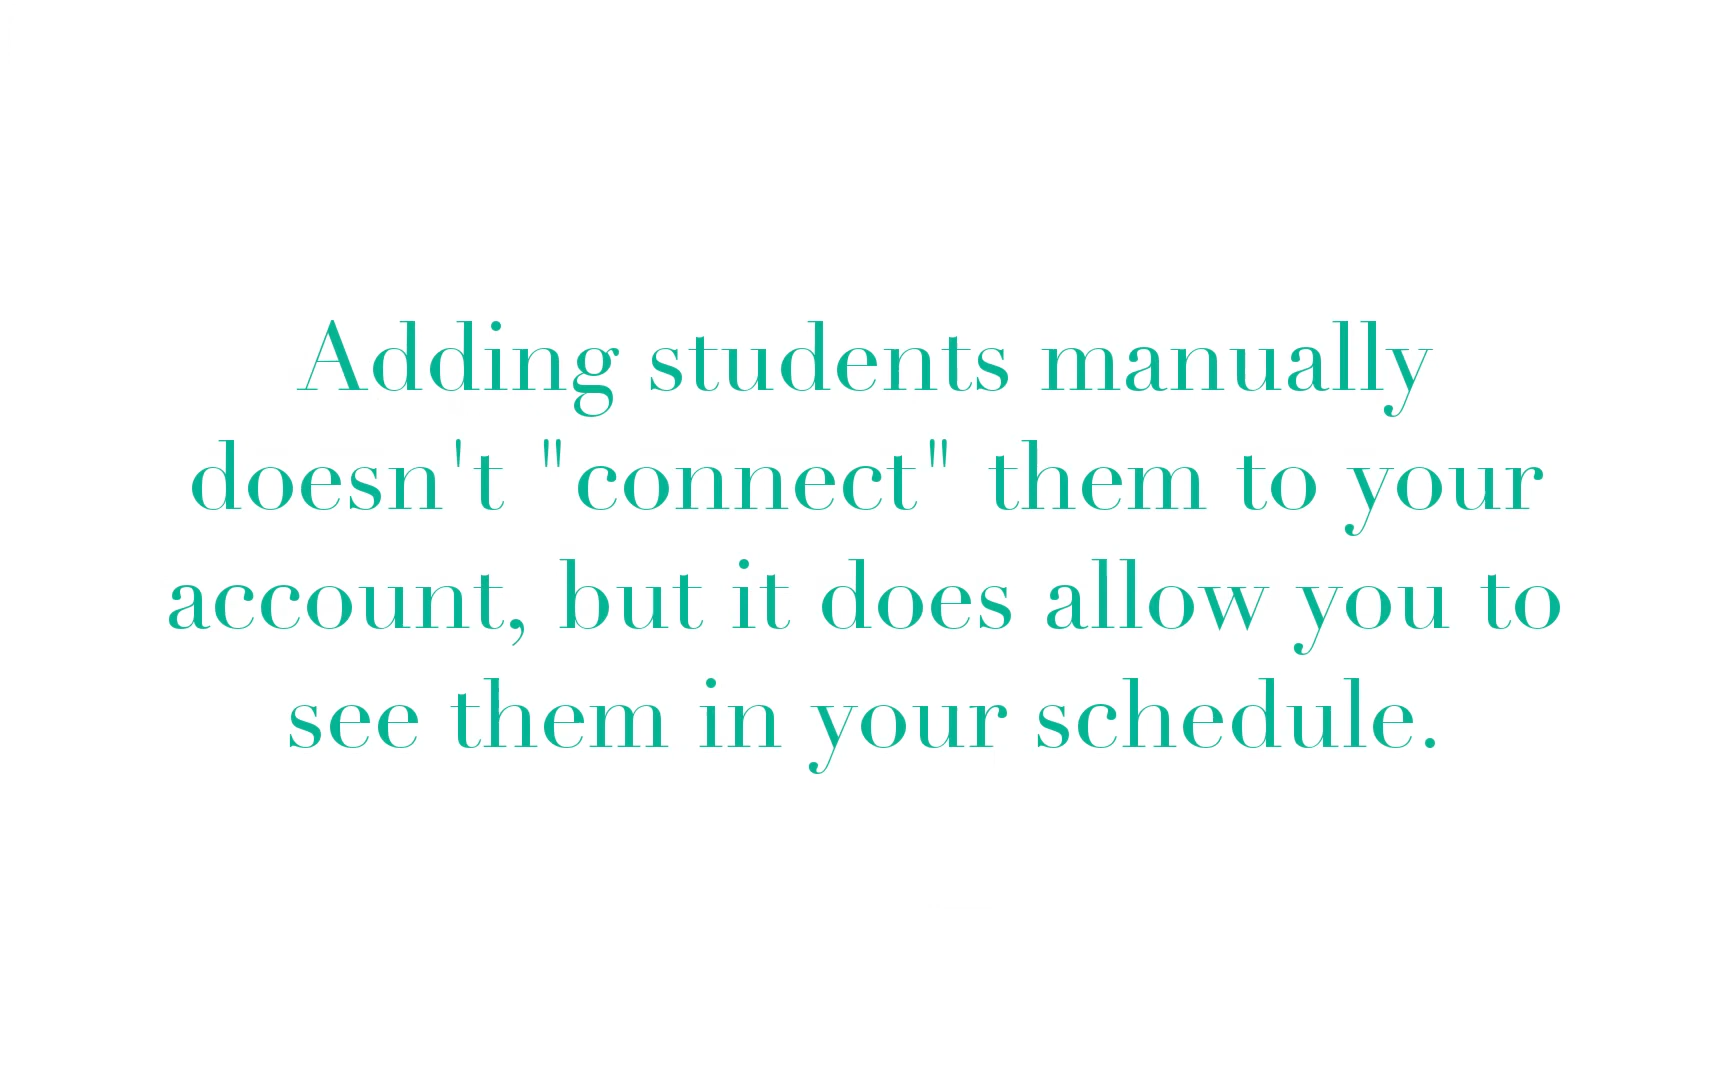 Adding students manually
doesn't "connect" them to your
account, but it does allow you to
see them in your schedule.